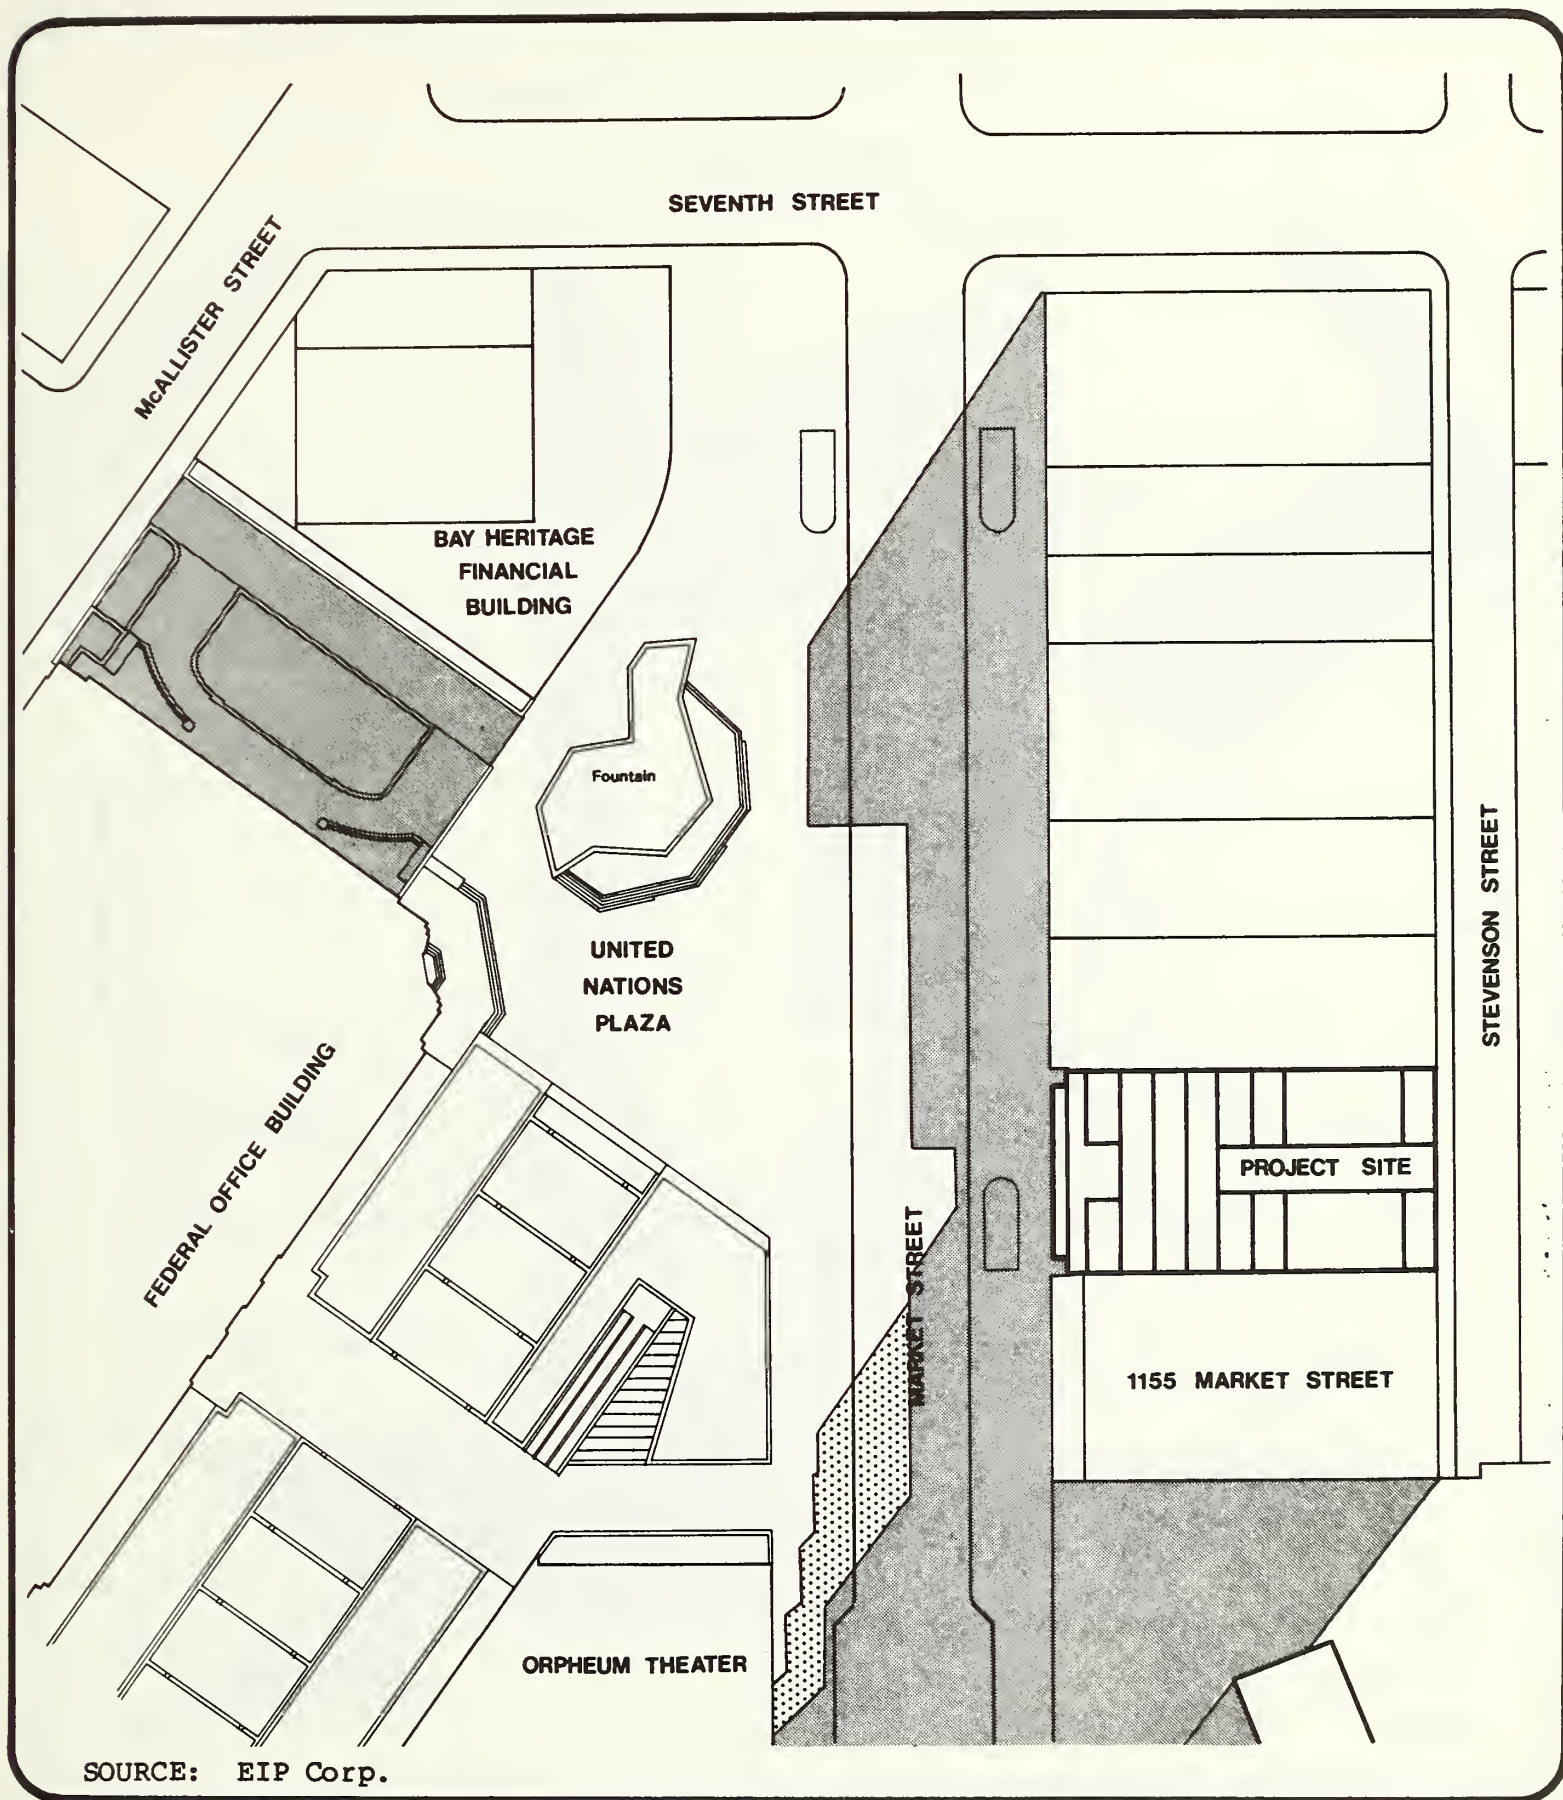 SEVENTH STREET
McALLISTER STREET
BAY HERITAGE
FINANCIAL
BUILDING
Fountain
UNITED
NATIONS
PLAZA
STEVENSON STREET
FEDERAL OFFICE BUILDING
PROJECT SITE
MARKET STREET
1155 MARKET STREET
ORPHEUM THEATER
SOURCE: EIP Corp.